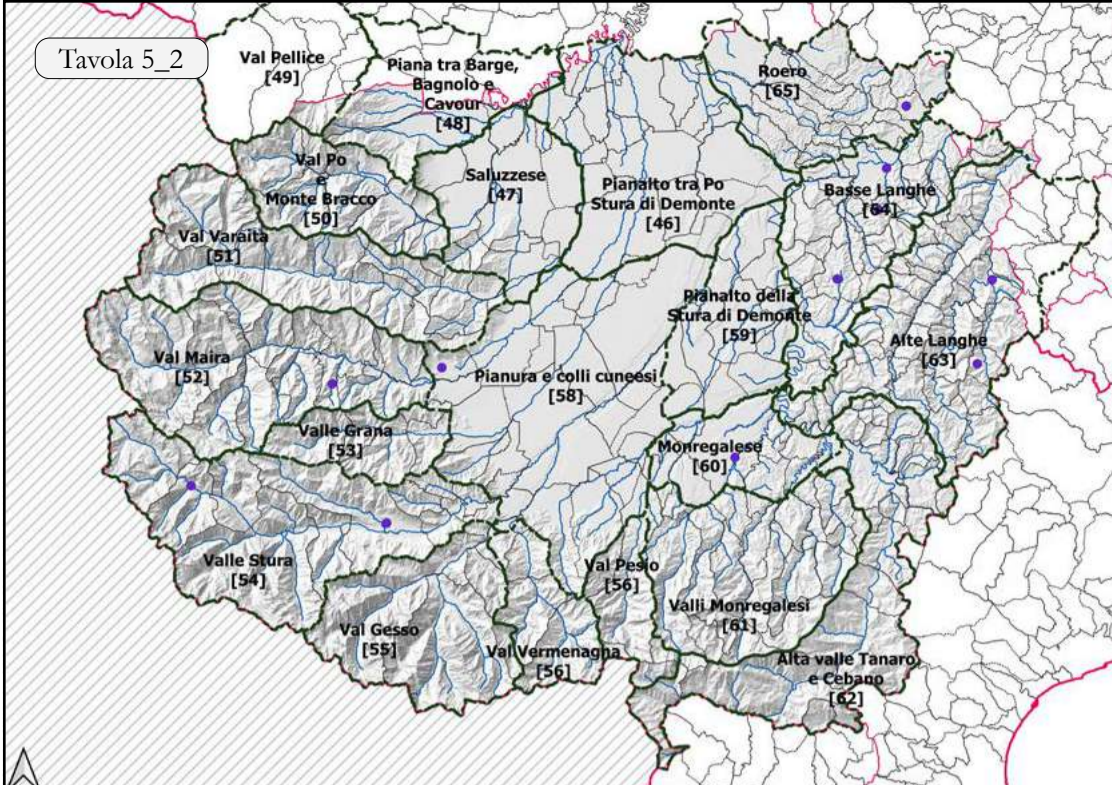 Tavola 5_2
Val Pellice
[49]
Piana tra Barge,
Bagnolo e
Cavour
[48]
Roero
[65]
Val Po
e
Monte Bracco
[50]
Saluzzese
[47]
Pianalto tra Po
Stura di Demonte
[46]
Basse Langhe
[64]
Val Varaita
[51]
Pianalto della
Stura di Demonte
[59]
Val Maira
[52]
Pianura e colli cuneesi
[58]
Alte Langhe
[63]
Valle Grana
[53]
Monregalese
[60]
Valle Stura
[54]
Val Pesio
[56]
Valli Monregalesi
[61]
Val Gesso
[55]
Val Vermenagna
[56]
Alta valle Tanaro
e Cebano
[62]